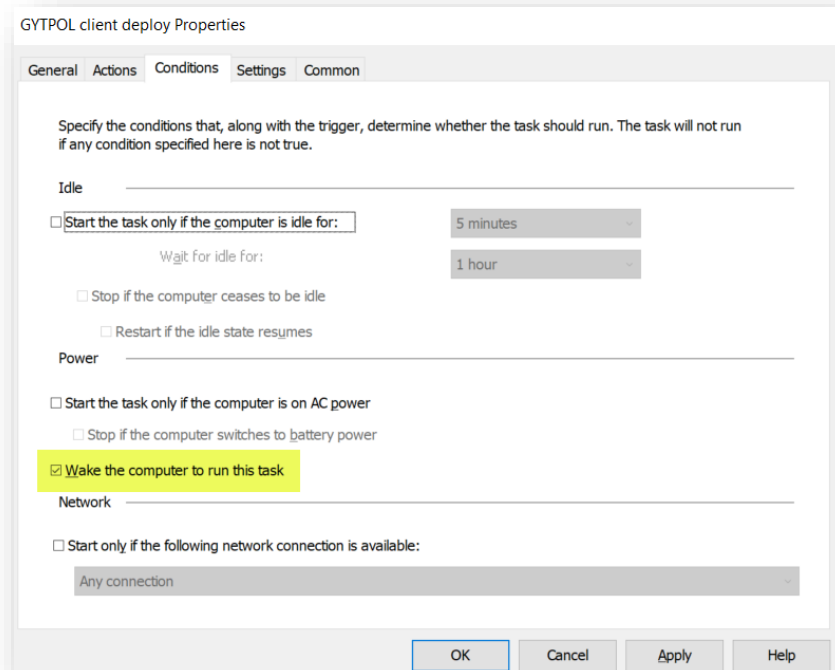 GYTPOL client deploy Properties
General Actions Conditions Settings Common
Specify the conditions that, along with the trigger, determine whether the task should run. The task will not run
if any condition specified here is not true.
Idle
Start the task only if the computer is idle for: 5 minutes
Wait for idle for: 1 hour
Stop if the computer ceases to be idle
Restart if the idle state resumes
Power
Start the task only if the computer is on AC power
Stop if the computer switches to battery power
Wake the computer to run this task
Network
Start only if the following network connection is available:
Any connection
OK Cancel Apply Help